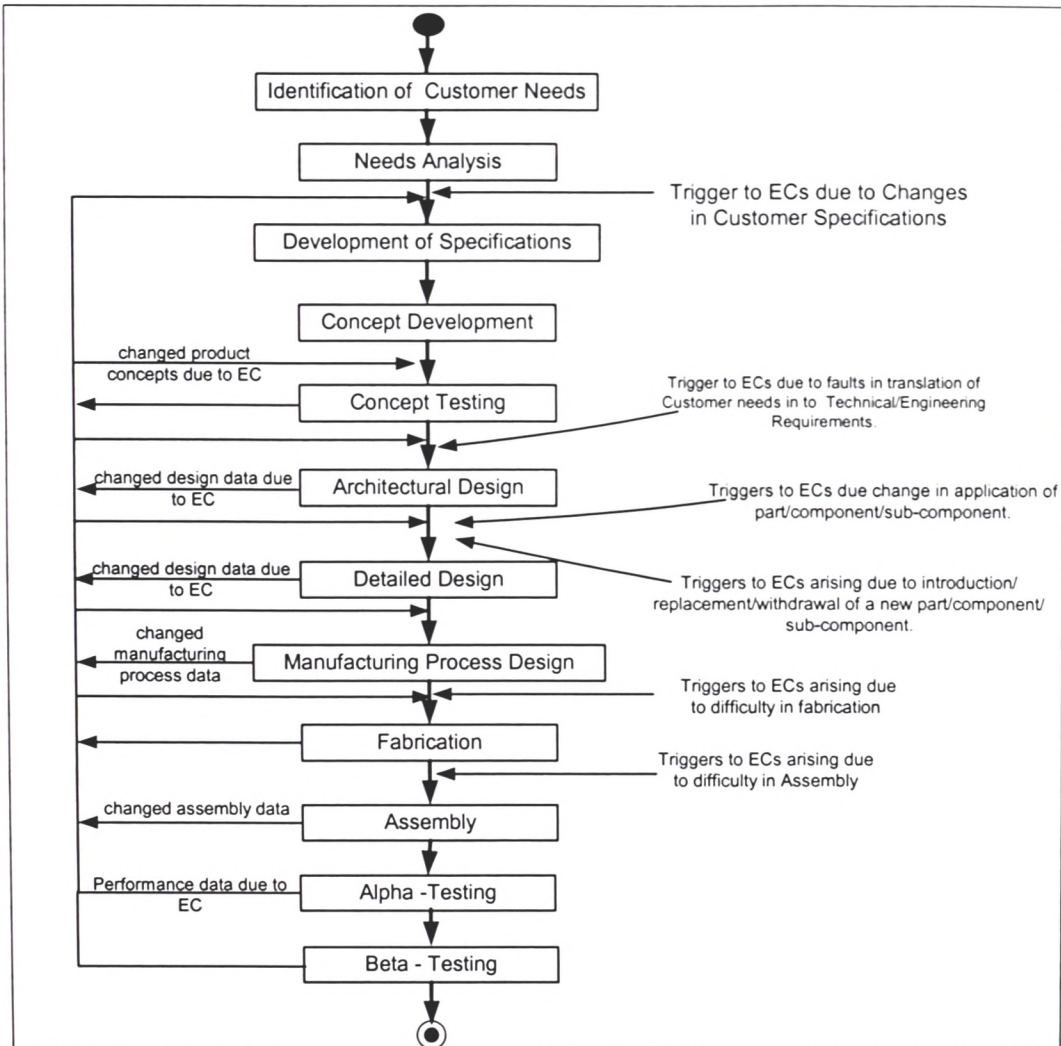 Identification of Customer Needs
Needs Analysis
Trigger to ECs due to Changes
in Customer Specifications
Development of Specifications
Concept Development
changed product
concepts due to EC
Concept Testing
Trigger to ECs due to faults in translation of
Customer needs in to Technical/Engineering
Requirements.
changed design data due
to EC
Architectural Design
Triggers to ECs due change in application of
part/component/sub-component.
changed design data due
to EC
Detailed Design
Triggers to ECs arising due to introduction/
replacement/withdrawal of a new part/component/
sub-component.
changed
manufacturing
process data
Manufacturing Process Design
Triggers to ECs arising due
to difficulty in fabrication
Fabrication
Triggers to ECs arising due
to difficulty in Assembly
changed assembly data
Assembly
Performance data due to
EC
Alpha -Testing
Beta - Testing